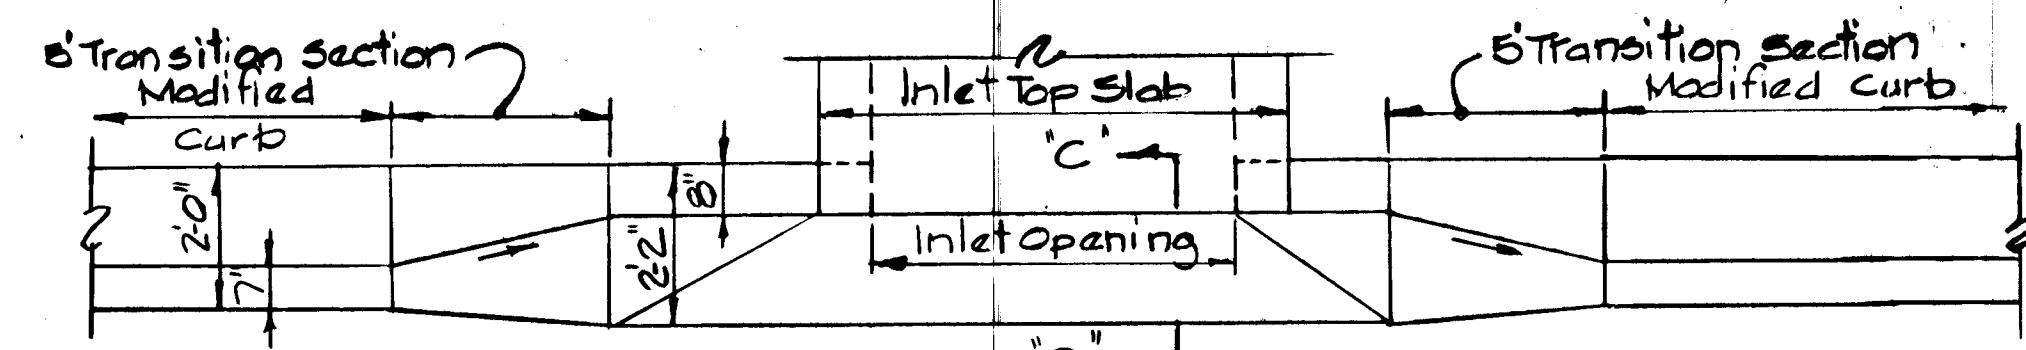 5' Transition Section
Modified
Curb
Inlet Top Slab
5' Transition Section
Modified Curb
"C"
8"
2'-0"
7"
2'-2"
Inlet Opening